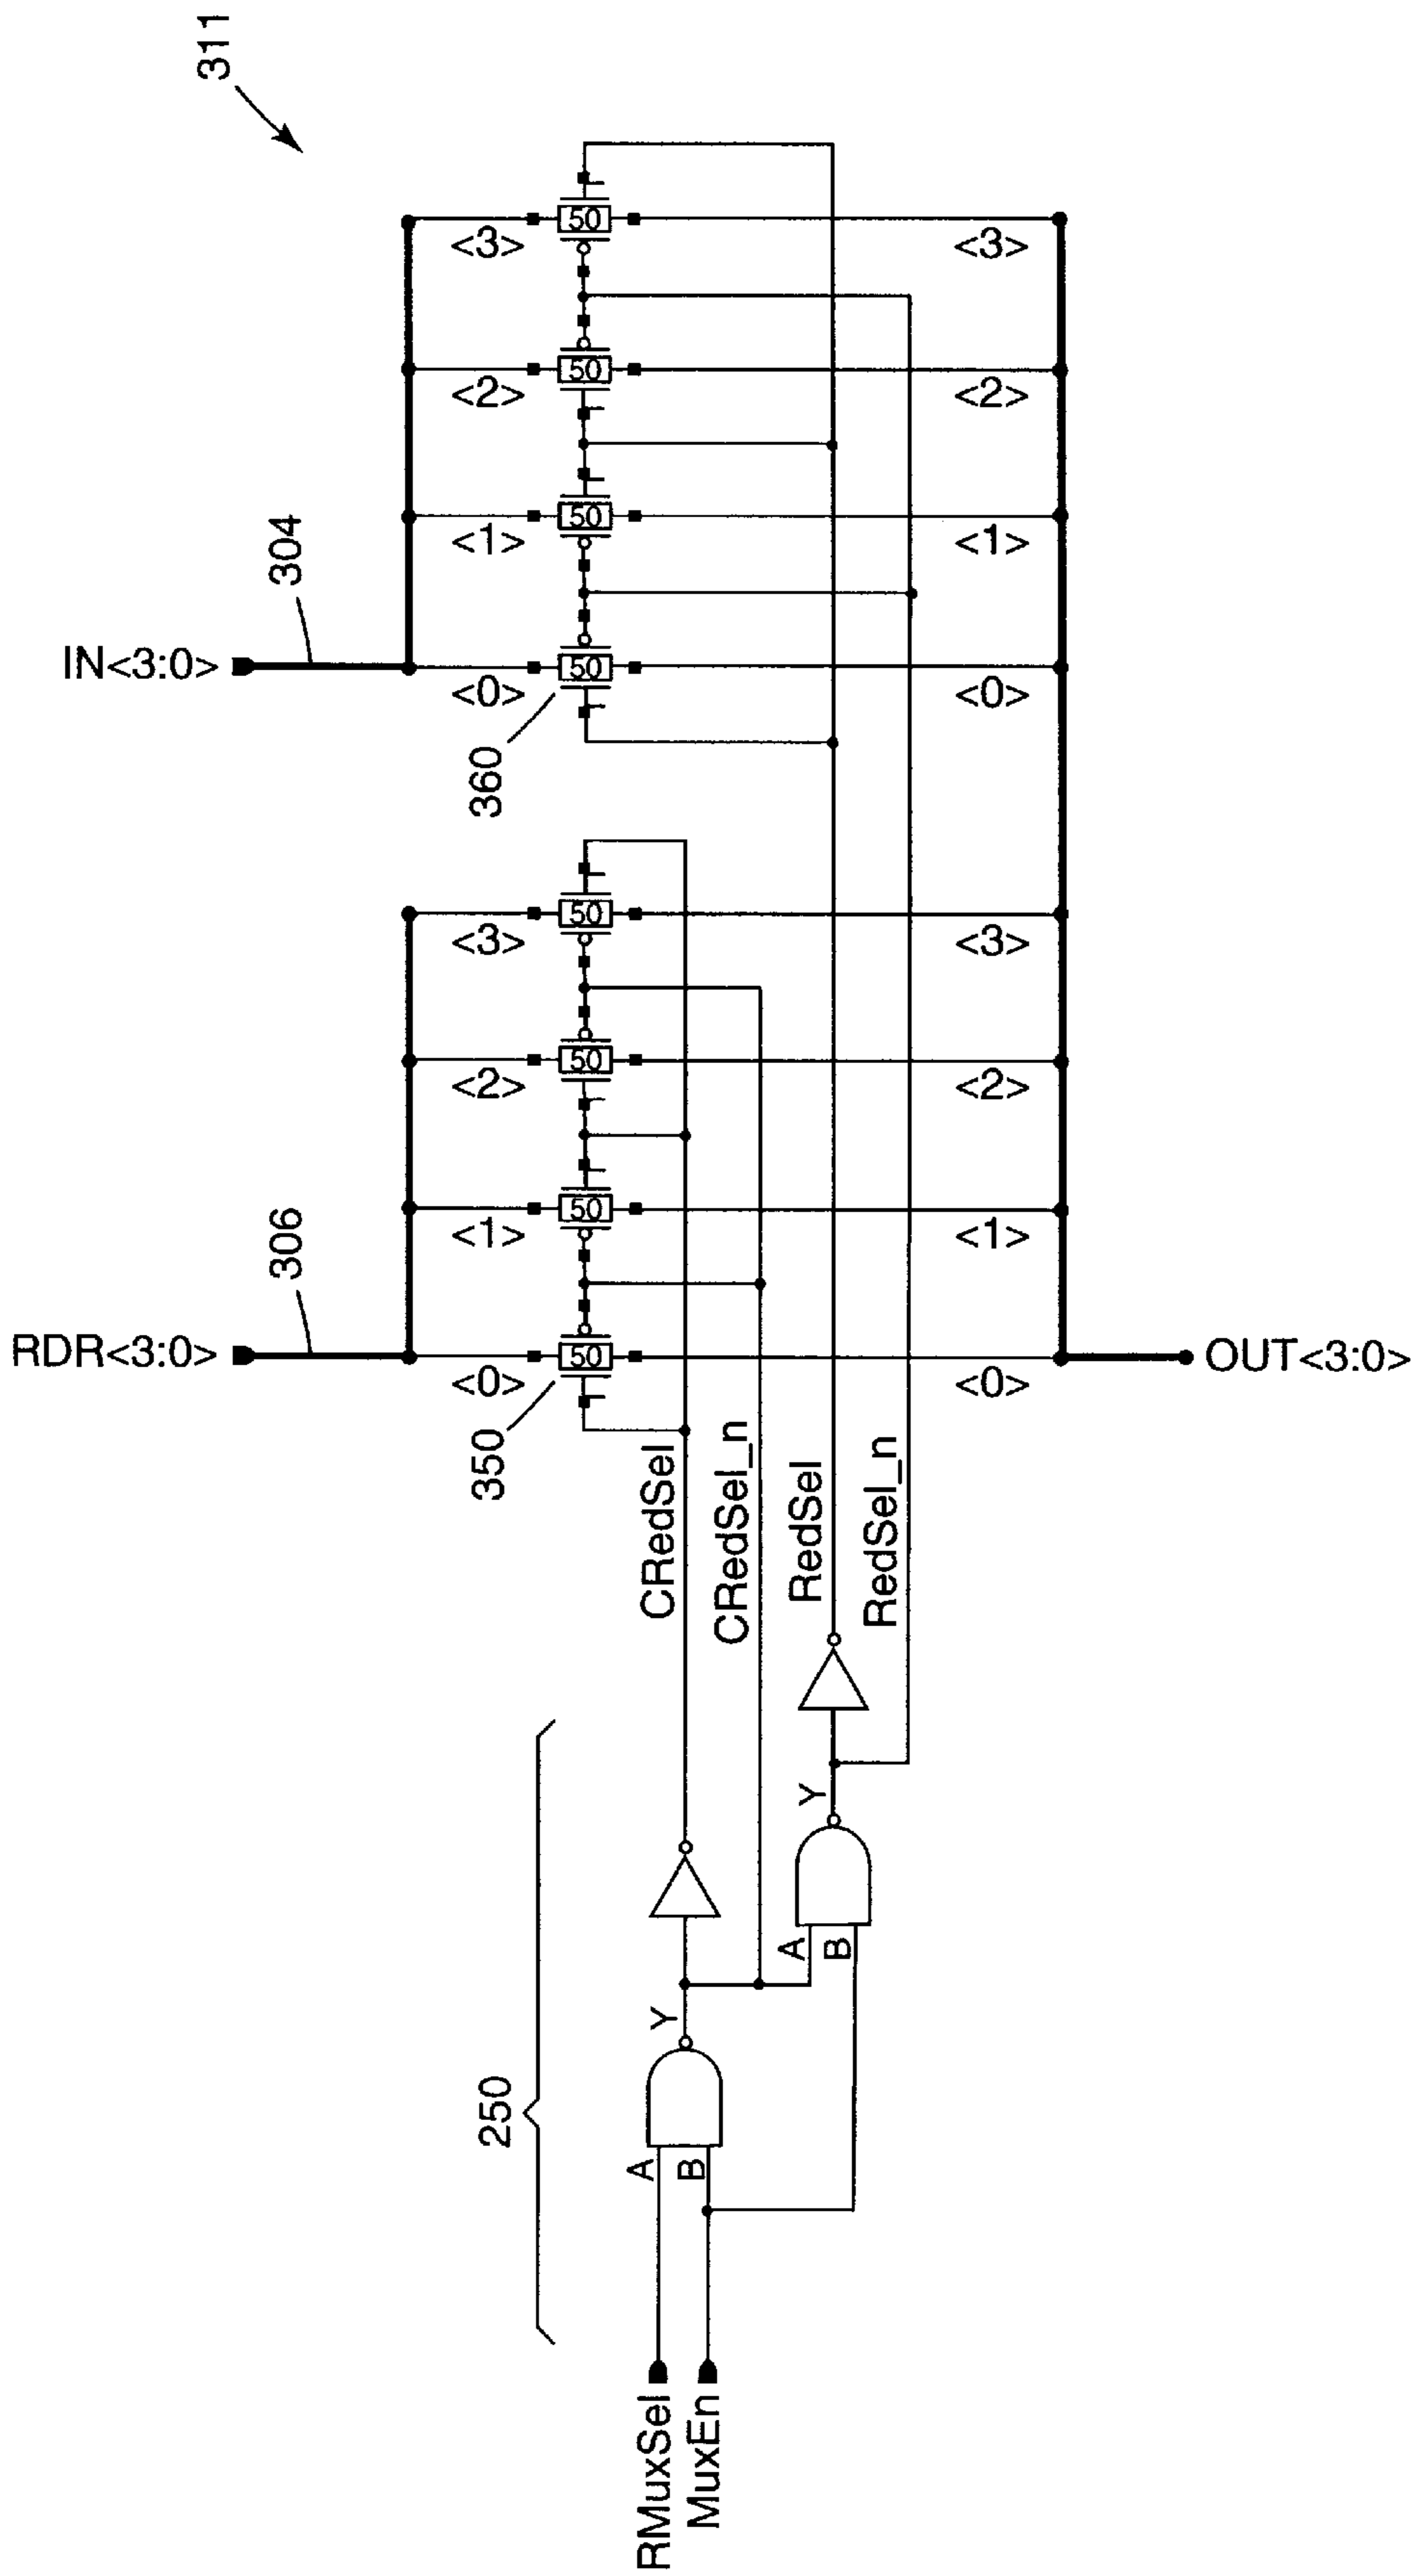 311
304
IN<3:0>
<3>
<2>
<1>
<0>
50
50
50
50
360
<3>
<2>
<1>
<0>
306
RDR<3:0>
<3>
<2>
<1>
<0>
50
50
50
50
350
<3>
<2>
<1>
<0>
OUT<3:0>
CRedSel
CRedSel_n
RedSel
RedSel_n
250
Y
A
B
Y
A
B
RMuxSel
MuxEn